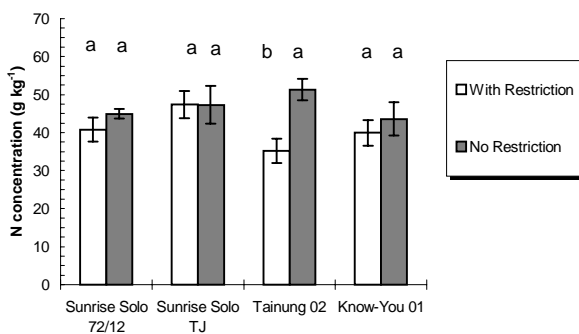 70
60
50
40
30
20
10
0
N concentration (g kg-1)
a a a a b a a a
With Restriction
No Restriction
Sunrise Solo 72/12
Sunrise Solo TJ
Tainung 02
Know-You 01